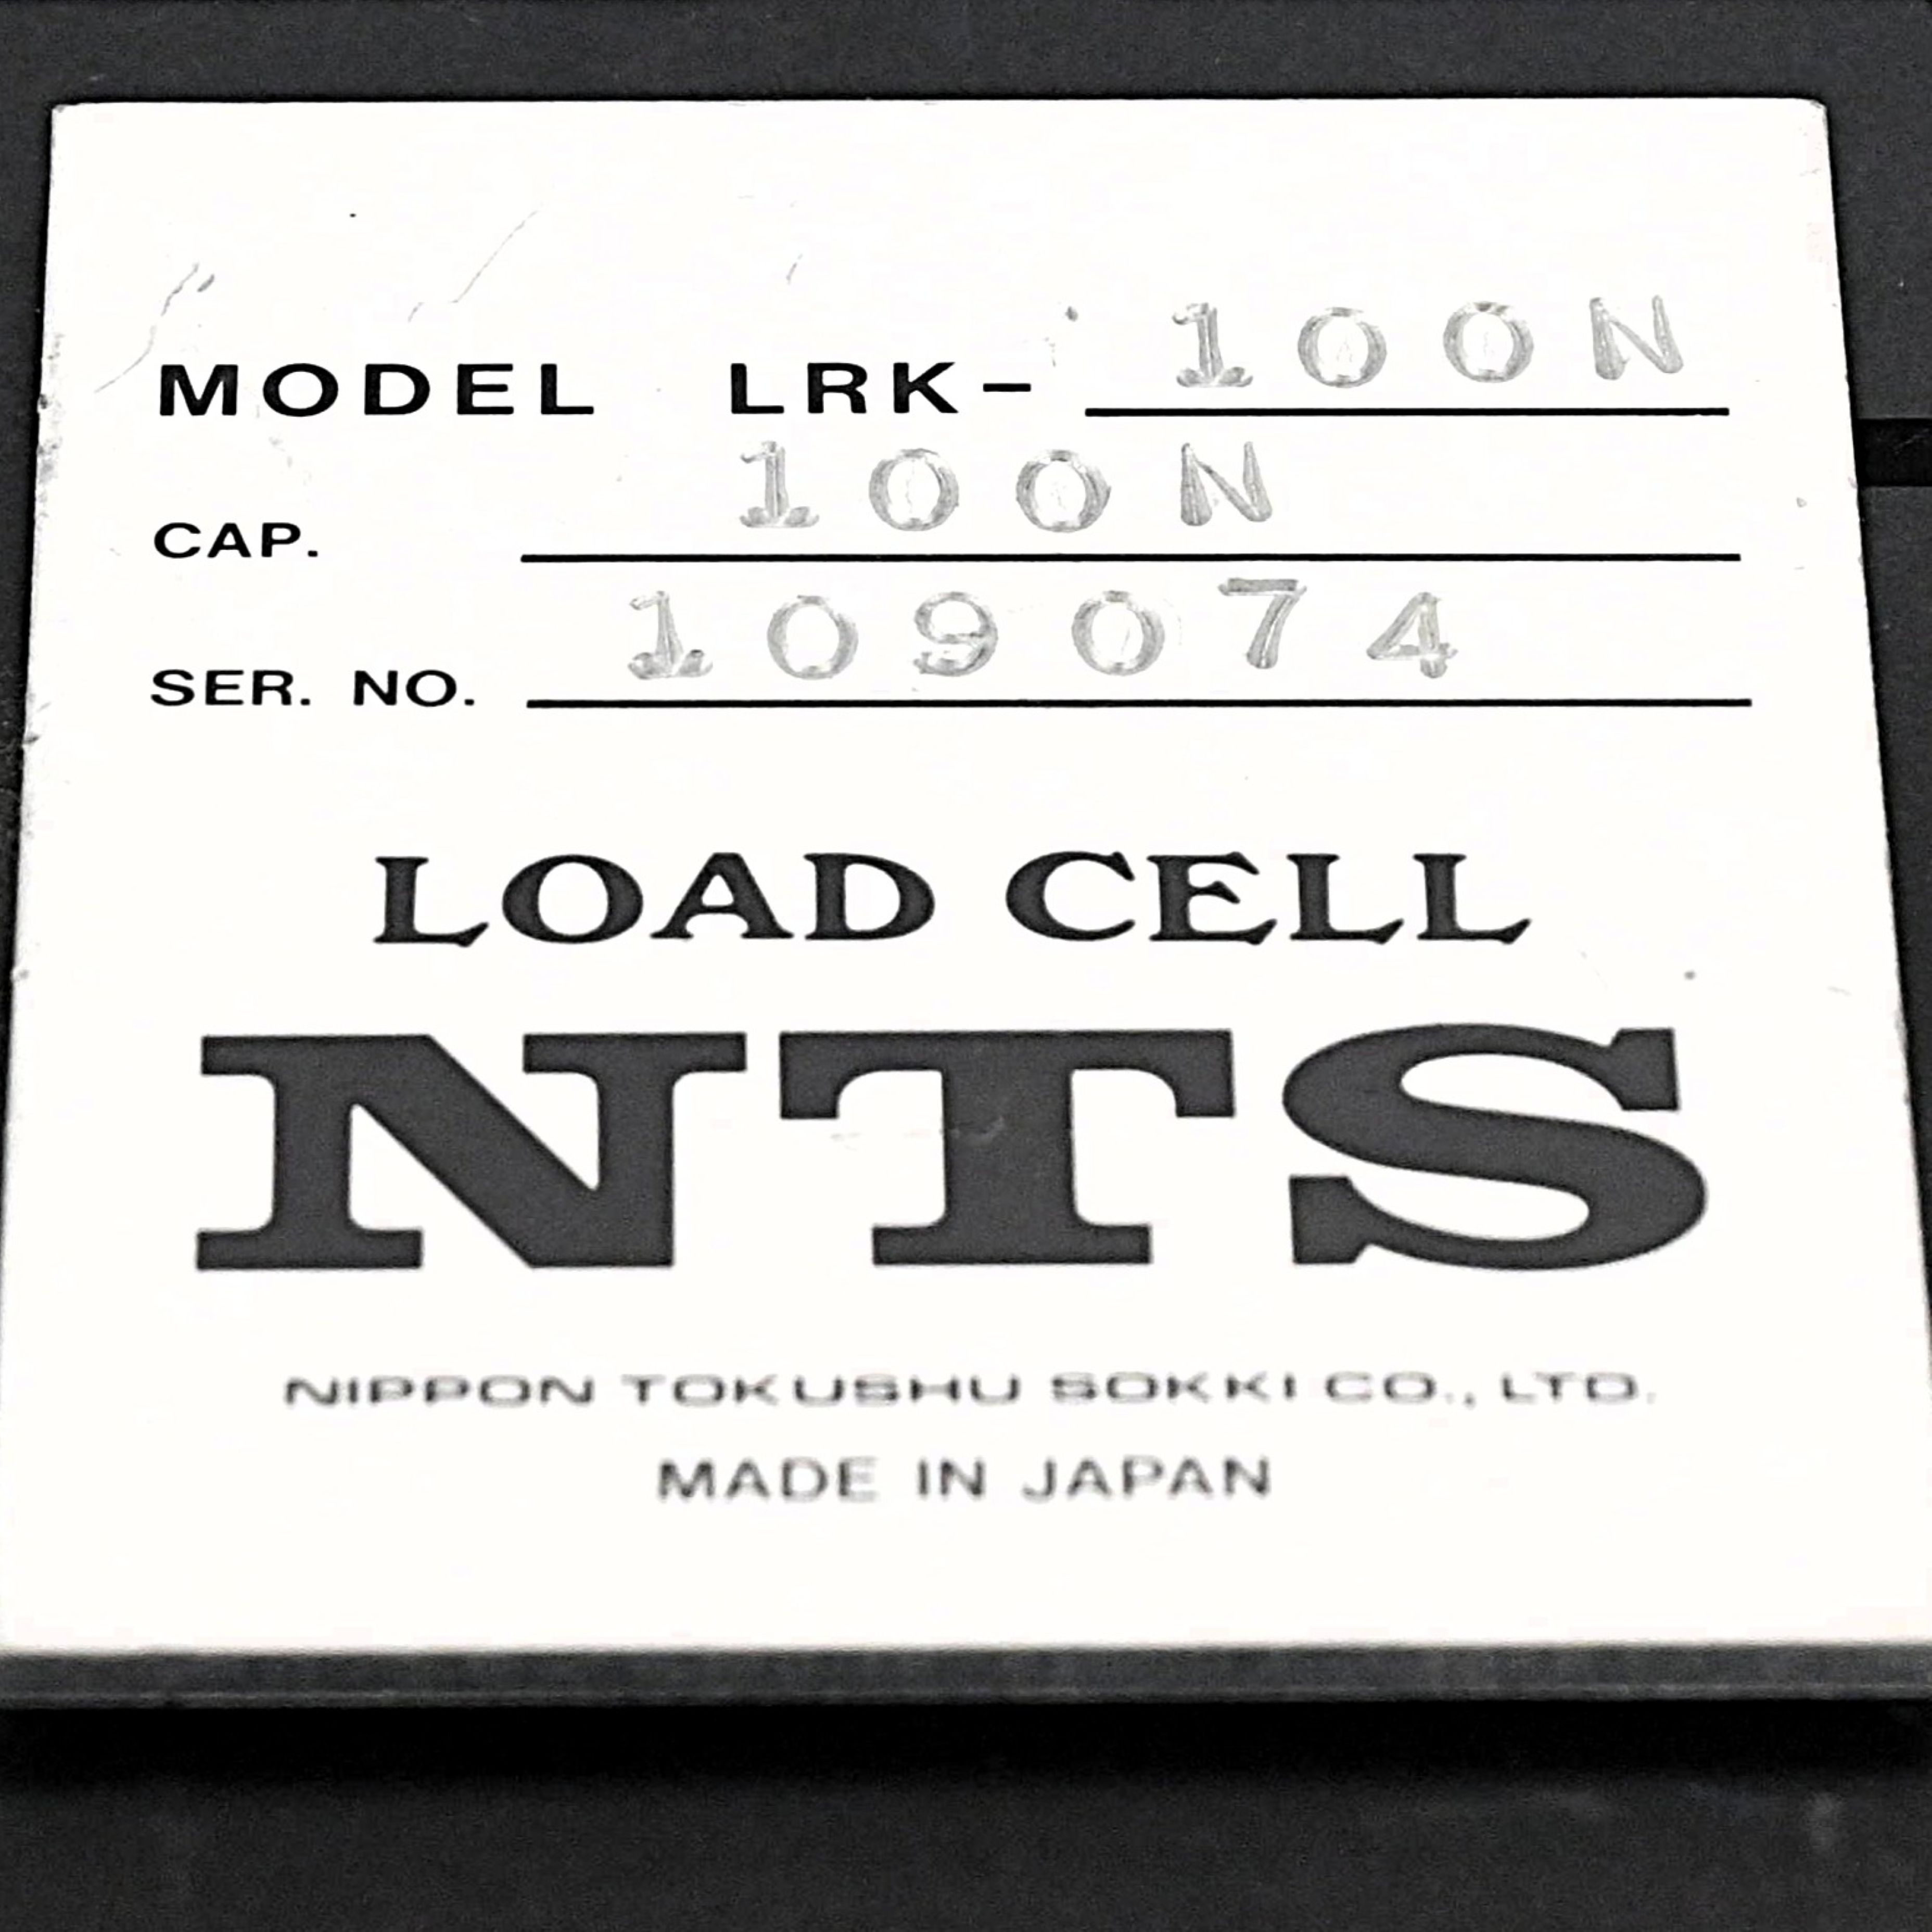 MODEL LRK- 100N
CAP. 100N
SER. NO. 109074
LOAD CELL
NTS
NIPPON TOKUSHU SOKKI CO., LTD.
MADE IN JAPAN